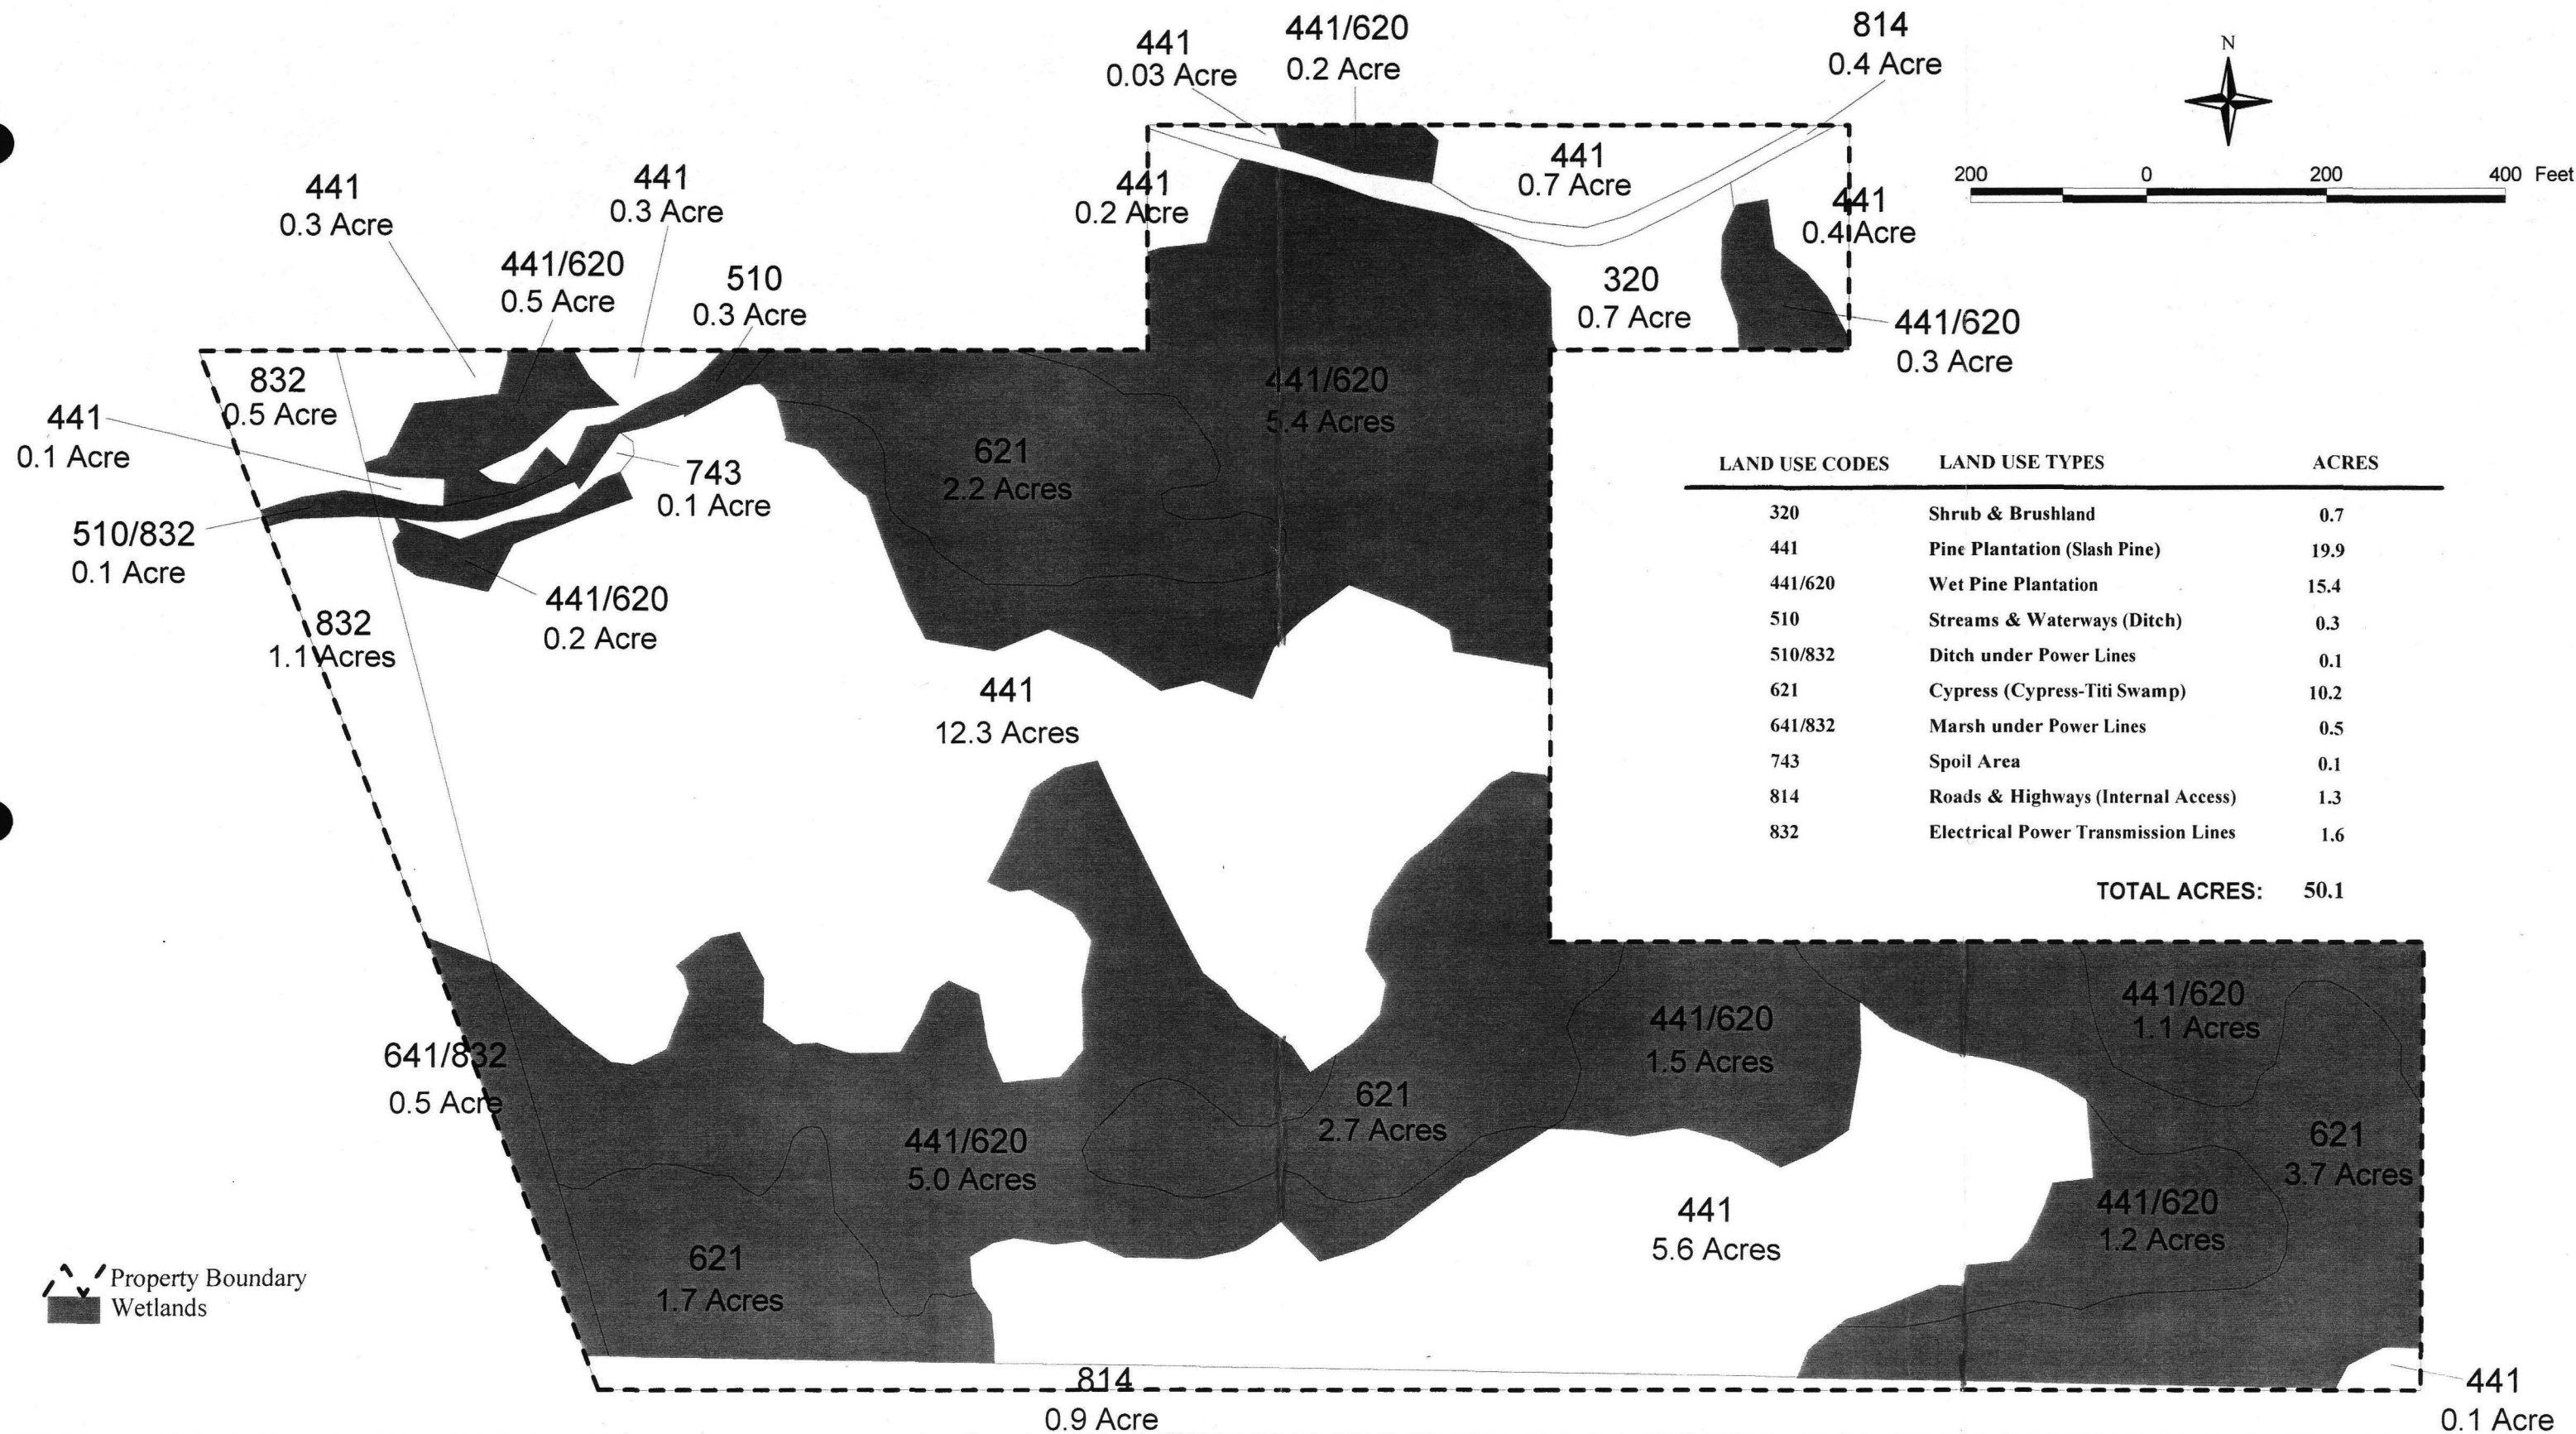 441
0.03 Acre
441/620
0.2 Acre
814
0.4 Acre
N
200 0 200 400 Feet
441
0.3 Acre
441
0.3 Acre
441
0.2 Acre
441
0.7 Acre
441
0.4 Acre
441/620
0.5 Acre
510
0.3 Acre
320
0.7 Acre
441/620
0.3 Acre
832
0.5 Acre
441
0.1 Acre
441/620
5.4 Acres
621
2.2 Acres
743
0.1 Acre
510/832
0.1 Acre
441/620
0.2 Acre
832
1.1 Acres
441
12.3 Acres
LAND USE CODES LAND USE TYPES ACRES
320 Shrub & Brushland 0.7
441 Pine Plantation (Slash Pine) 19.9
441/620 Wet Pine Plantation 15.4
510 Streams & Waterways (Ditch) 0.3
510/832 Ditch under Power Lines 0.1
621 Cypress (Cypress-Titi Swamp) 10.2
641/832 Marsh under Power Lines 0.5
743 Spoil Area 0.1
814 Roads & Highways (Internal Access) 1.3
832 Electrical Power Transmission Lines 1.6
TOTAL ACRES: 50.1
641/832
0.5 Acre
441/620
1.5 Acres
441/620
1.1 Acres
621
2.7 Acres
441/620
5.0 Acres
621
3.7 Acres
441/620
1.2 Acres
441
5.6 Acres
621
1.7 Acres
Property Boundary
Wetlands
814
0.9 Acre
441
0.1 Acre